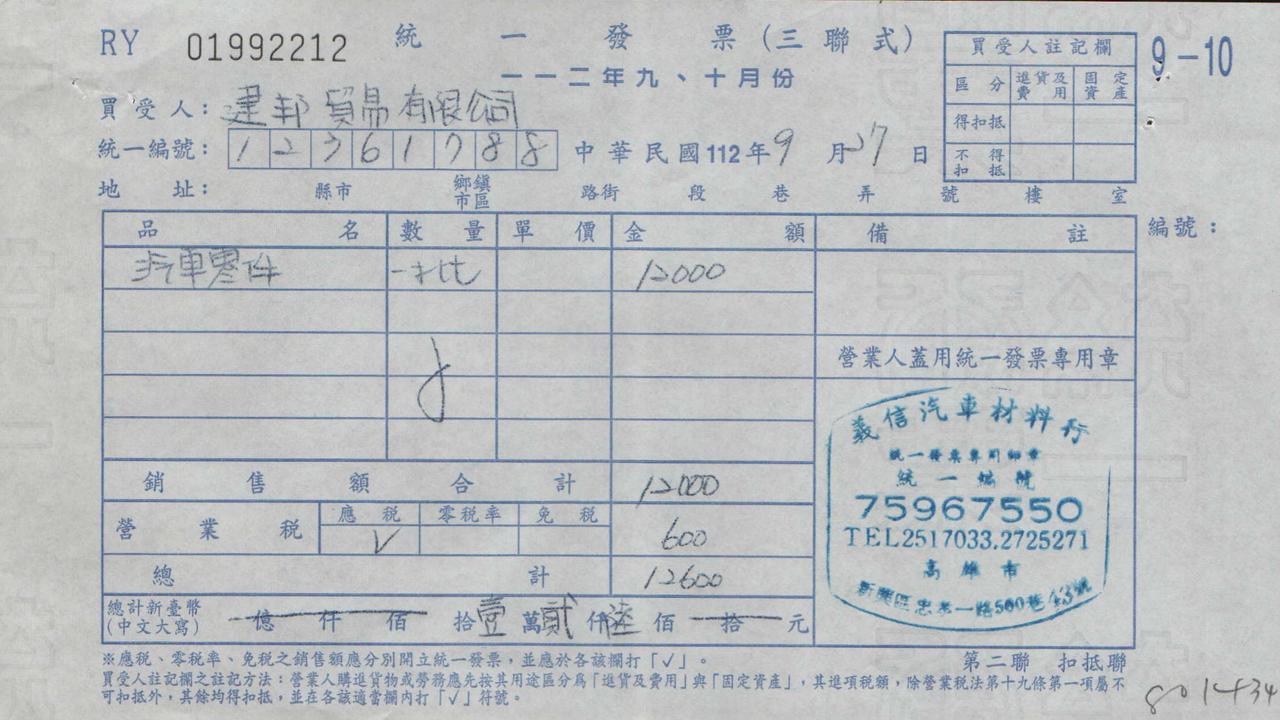 RY 01992212 統一發票(三聯式)
一一二年九、十月份
9-10
買受人註記欄
區分 進貨及費用 固定資產
得扣抵
不得扣抵
買受人:建邦貿易有限公司
統一編號:12361788 中華民國112年9月27日
地址: 縣市 鄉鎮市區 路街 段 巷 弄 號 樓 室
編號:
品名 數量 單價 金額 備註
汽車零件 一批 12000
營業人蓋用統一發票專用章
義信汽車材料行
統一發票專用印章
統一編號
75967550
TEL2517033.2725271
高雄市
新興區忠孝一路500巷43號
銷售額合計 12000
營業稅 應稅 零稅率 免稅
V 600
總計 12600
總計新臺幣(中文大寫) 億 仟 佰 拾壹萬貳仟陸佰 拾 元
※應稅、零稅率、免稅之銷售額應分別開立統一發票,並應於各該欄打「✓」。
第二聯 扣抵聯
買受人註記欄之註記方法:營業人購進貨物或勞務應先按其用途區分為「進貨及費用」與「固定資產」,其進項稅額,除營業稅法第十九條第一項屬不
可扣抵外,其餘均得扣抵,並在各該適當欄內打「✓」符號。
801434